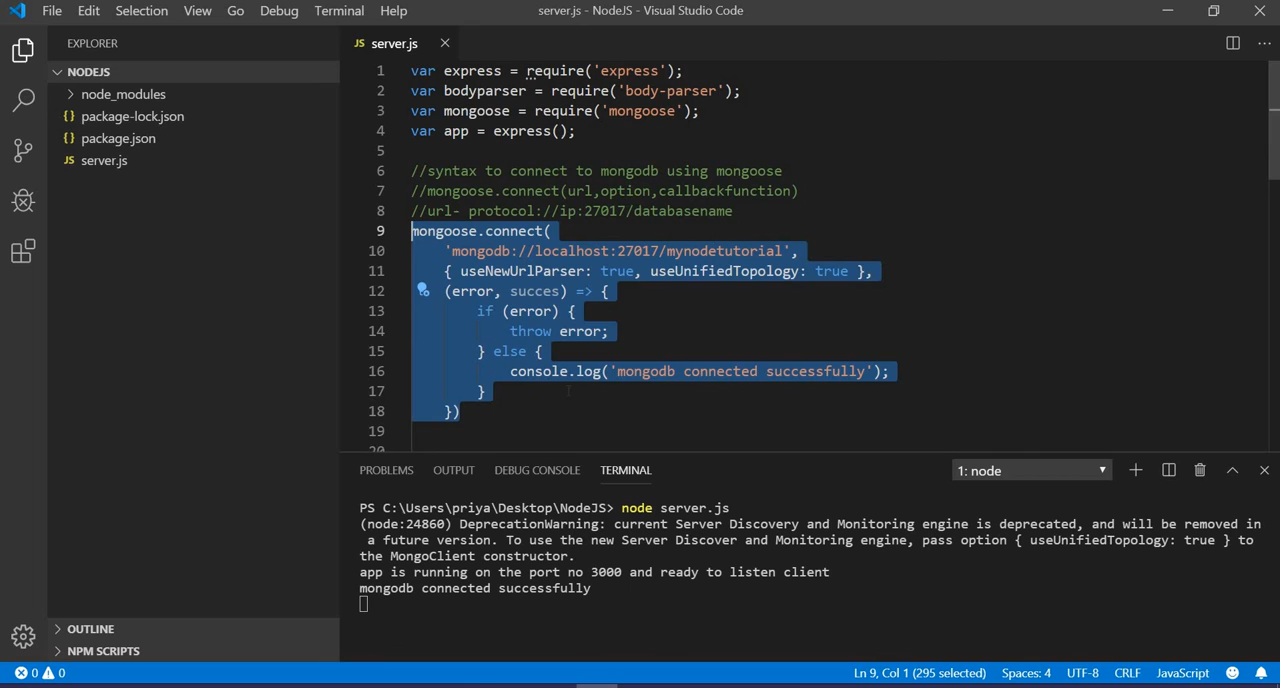 File Edit Selection View Go Debug Terminal Help server.js - NodeJS - Visual Studio Code
EXPLORER
NODEJS
node_modules
{} package-lock.json
{} package.json
JS server.js
OUTLINE
NPM SCRIPTS
JS server.js
1 var express = require('express');
2 var bodyparser = require('body-parser');
3 var mongoose = require('mongoose');
4 var app = express();
5
6 //syntax to connect to mongodb using mongoose
7 //mongoose.connect(url,option,callbackfunction)
8 //url- protocol://ip:27017/databasename
9 mongoose.connect(
10 'mongodb://localhost:27017/mynodetutorial',
11 { useNewUrlParser: true, useUnifiedTopology: true },
12 (error, succes) => {
13 if (error) {
14 throw error;
15 } else {
16 console.log('mongodb connected successfully');
17 }
18 })
19
20
PROBLEMS OUTPUT DEBUG CONSOLE TERMINAL 1: node
PS C:\Users\priya\Desktop\NodeJS> node server.js
(node:24860) DeprecationWarning: current Server Discovery and Monitoring engine is deprecated, and will be removed in
a future version. To use the new Server Discover and Monitoring engine, pass option { useUnifiedTopology: true } to
the MongoClient constructor.
app is running on the port no 3000 and ready to listen client
mongodb connected successfully
0 0 Ln 9, Col 1 (295 selected) Spaces: 4 UTF-8 CRLF JavaScript